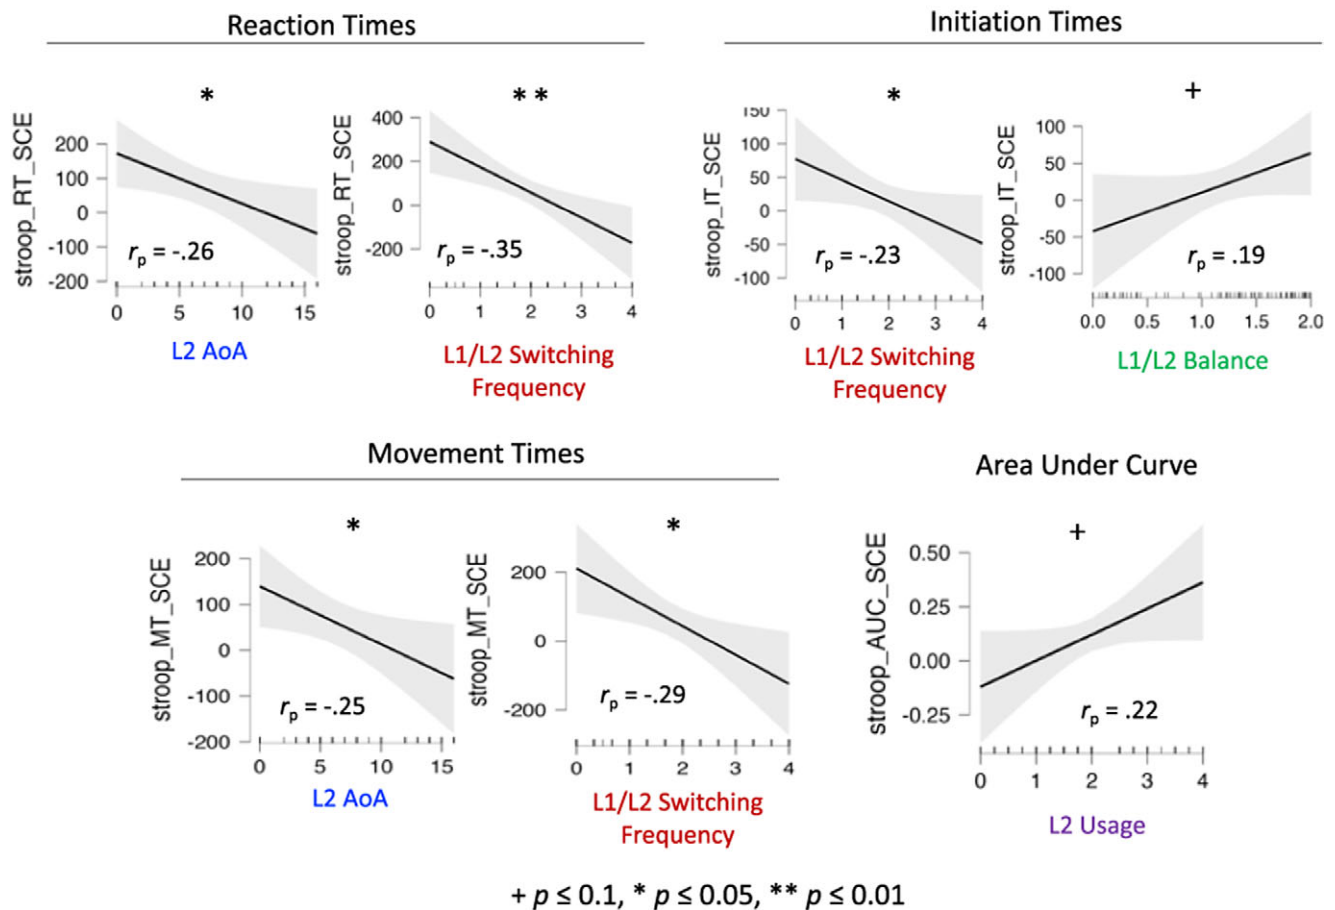 Reaction Times
Initiation Times
*
**
*
+
stroop_RT_SCE
200
100
0
-100
-200
r_p = -.26
0 5 10 15
L2 AoA
stroop_RT_SCE
400
200
0
-200
r_p = -.35
0 1 2 3 4
L1/L2 Switching
Frequency
stroop_IT_SCE
150
100
50
0
-50
-100
r_p = -.23
0 1 2 3 4
L1/L2 Switching
Frequency
stroop_IT_SCE
100
50
0
-50
-100
r_p = .19
0.0 0.5 1.0 1.5 2.0
L1/L2 Balance
Movement Times
Area Under Curve
*
*
+
stroop_MT_SCE
200
100
0
-100
-200
r_p = -.25
0 5 10 15
L2 AoA
stroop_MT_SCE
200
0
-200
r_p = -.29
0 1 2 3 4
L1/L2 Switching
Frequency
stroop_AUC_SCE
0.50
0.25
0.00
-0.25
r_p = .22
0 1 2 3 4
L2 Usage
+ p ≤ 0.1, * p ≤ 0.05, ** p ≤ 0.01